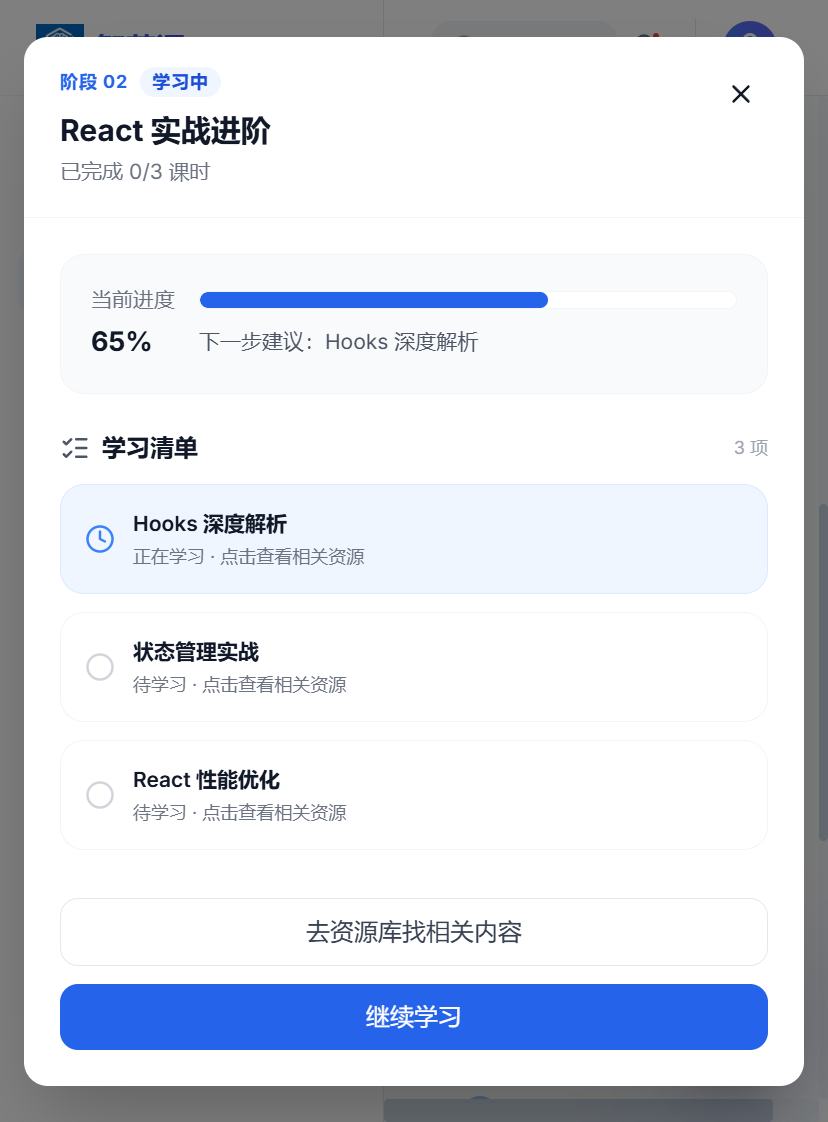 阶段 02 学习中
React 实战进阶
已完成 0/3 课时
当前进度
65% 下一步建议：Hooks 深度解析
学习清单 3 项
Hooks 深度解析
正在学习 · 点击查看相关资源
状态管理实战
待学习 · 点击查看相关资源
React 性能优化
待学习 · 点击查看相关资源
去资源库找相关内容
继续学习